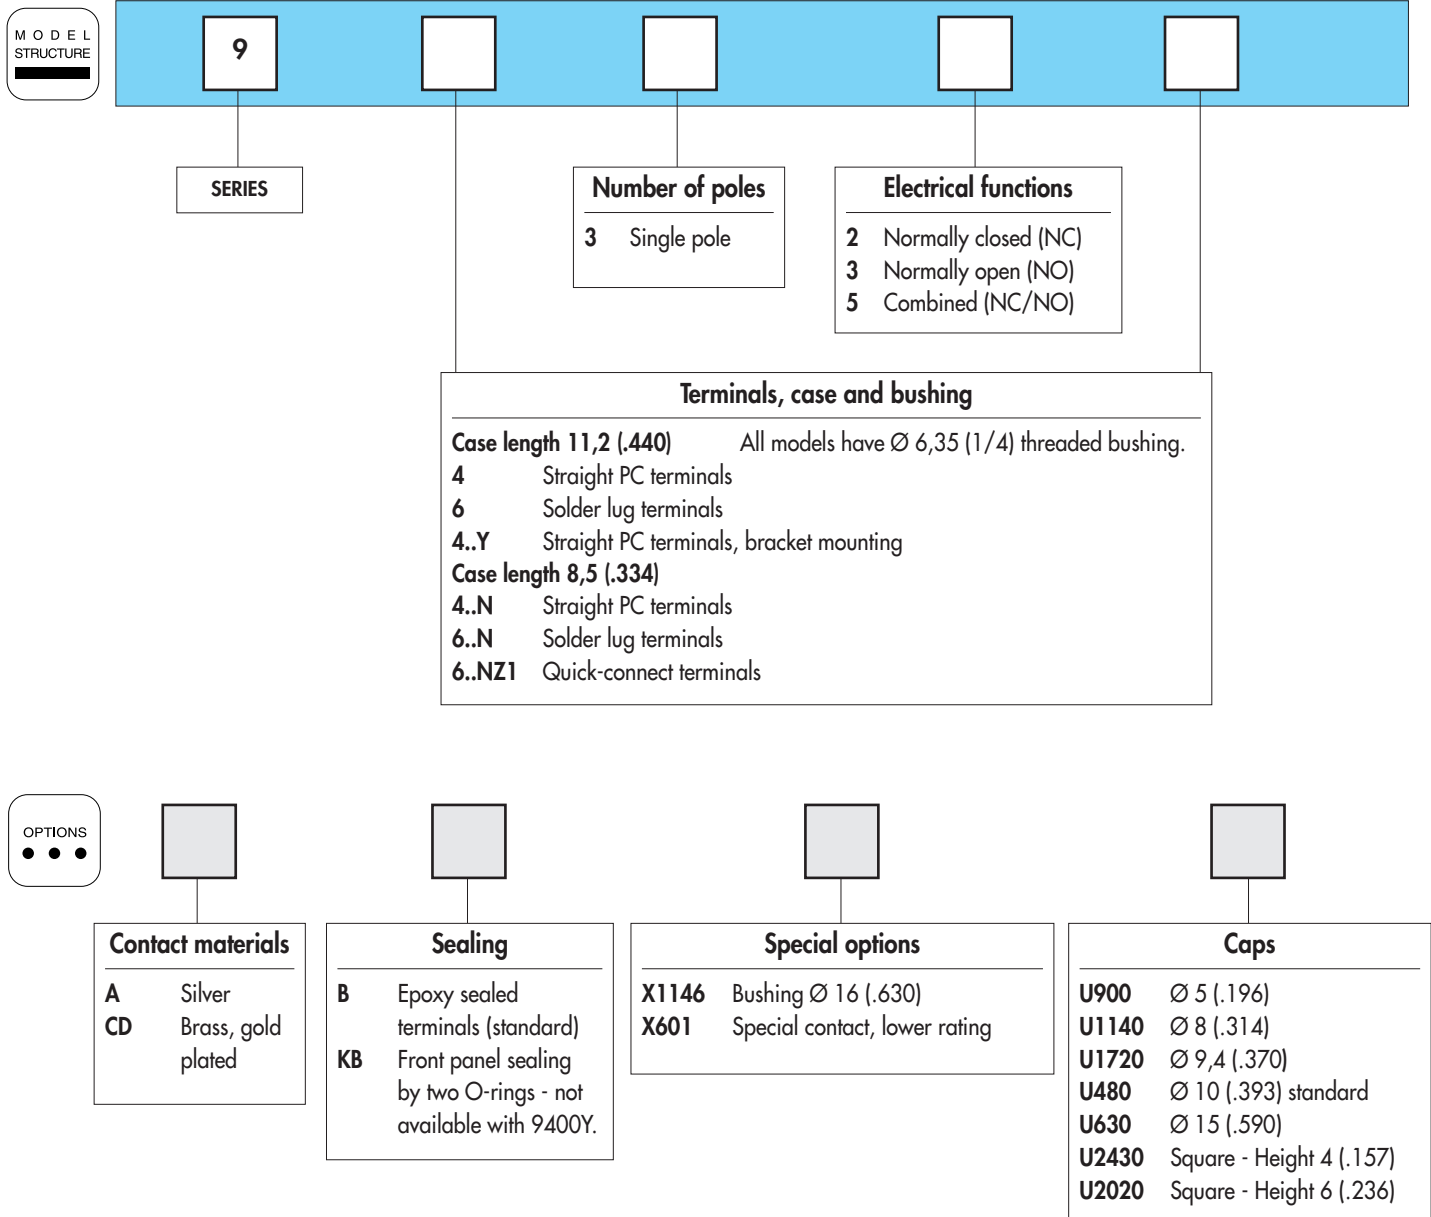 MODEL
STRUCTURE
9
SERIES
Number of poles
3 Single pole
Electrical functions
2 Normally closed (NC)
3 Normally open (NO)
5 Combined (NC/NO)
Terminals, case and bushing
Case length 11,2 (.440) All models have Ø 6,35 (1/4) threaded bushing.
4 Straight PC terminals
6 Solder lug terminals
4..Y Straight PC terminals, bracket mounting
Case length 8,5 (.334)
4..N Straight PC terminals
6..N Solder lug terminals
6..NZ1 Quick-connect terminals
OPTIONS
Contact materials
A Silver
CD Brass, gold
plated
Sealing
B Epoxy sealed
terminals (standard)
KB Front panel sealing
by two O-rings - not
available with 9400Y.
Special options
X1146 Bushing Ø 16 (.630)
X601 Special contact, lower rating
Caps
U900 Ø 5 (.196)
U1140 Ø 8 (.314)
U1720 Ø 9,4 (.370)
U480 Ø 10 (.393) standard
U630 Ø 15 (.590)
U2430 Square - Height 4 (.157)
U2020 Square - Height 6 (.236)